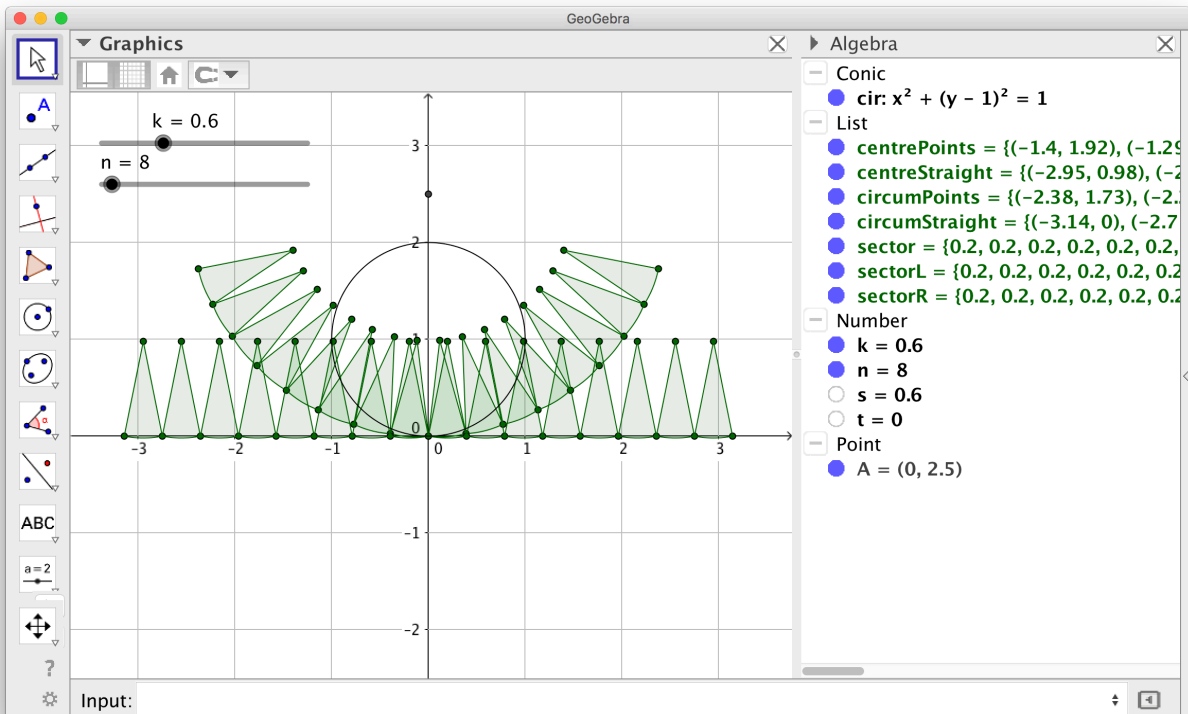 GeoGebra
Graphics
Algebra
k = 0.6
n = 8
3
2
1
0
-3
-2
-1
0
1
2
3
-1
-2
A
α
ABC
a=2
?
Conic
cir: x² + (y − 1)² = 1
List
centrePoints = {(−1.4, 1.92), (−1.29
centreStraight = {(−2.95, 0.98), (−2
circumPoints = {(−2.38, 1.73), (−2.
circumStraight = {(−3.14, 0), (−2.7
sector = {0.2, 0.2, 0.2, 0.2, 0.2, 0.2,
sectorL = {0.2, 0.2, 0.2, 0.2, 0.2, 0.2
sectorR = {0.2, 0.2, 0.2, 0.2, 0.2, 0.2
Number
k = 0.6
n = 8
s = 0.6
t = 0
Point
A = (0, 2.5)
Input: